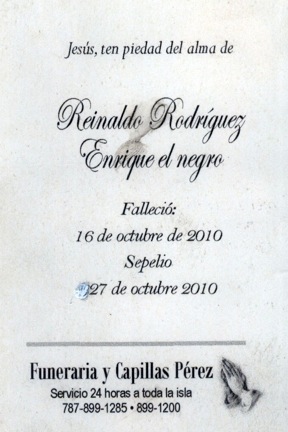 Jesús, ten piedad del alma de
Reinaldo Rodríguez
Enrique el negro
Falleció:
16 de octubre de 2010
Sepelio
27 de octubre 2010
Funeraria y Capillas Pérez
Servicio 24 horas a toda la isla
787-899-1285 • 899-1200